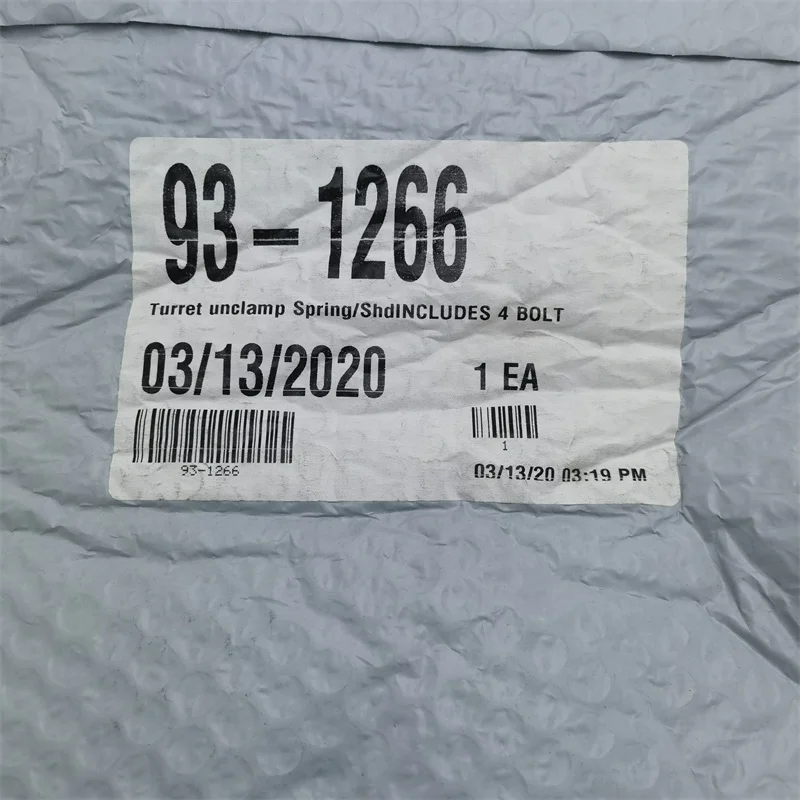 93-1266
Turret unclamp Spring/ShdINCLUDES 4 BOLT
03/13/2020 1 EA
93-1266 1
03/13/20 03:19 PM